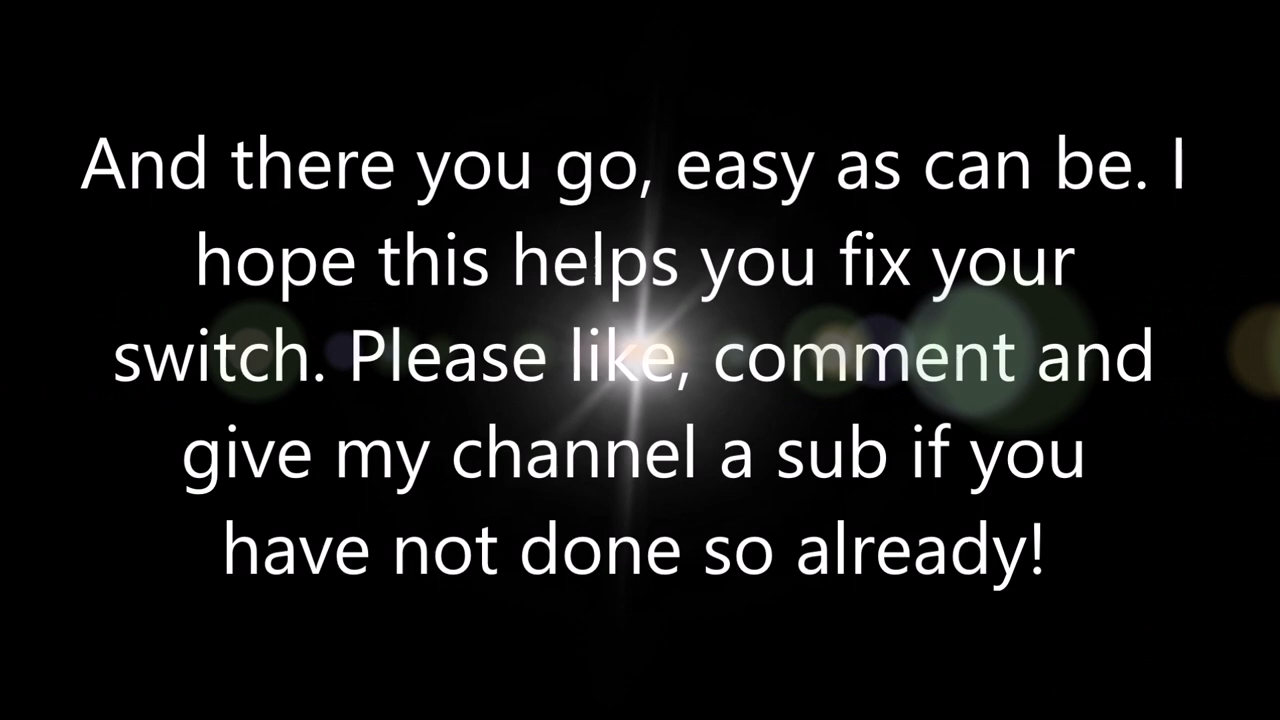 And there you go, easy as can be. I
hope this helps you fix your
switch. Please like, comment and
give my channel a sub if you
have not done so already!